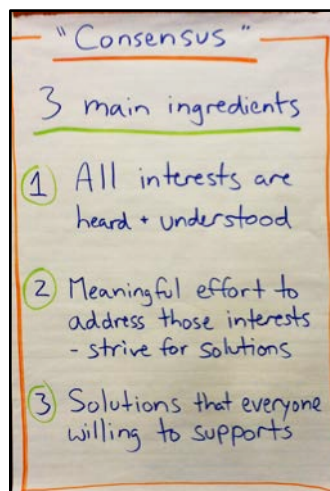 "Consensus"
3 main ingredients
1 All interests are
heard + understood
2 Meaningful effort to
address those interests
- strive for solutions
3 Solutions that everyone
willing to supports